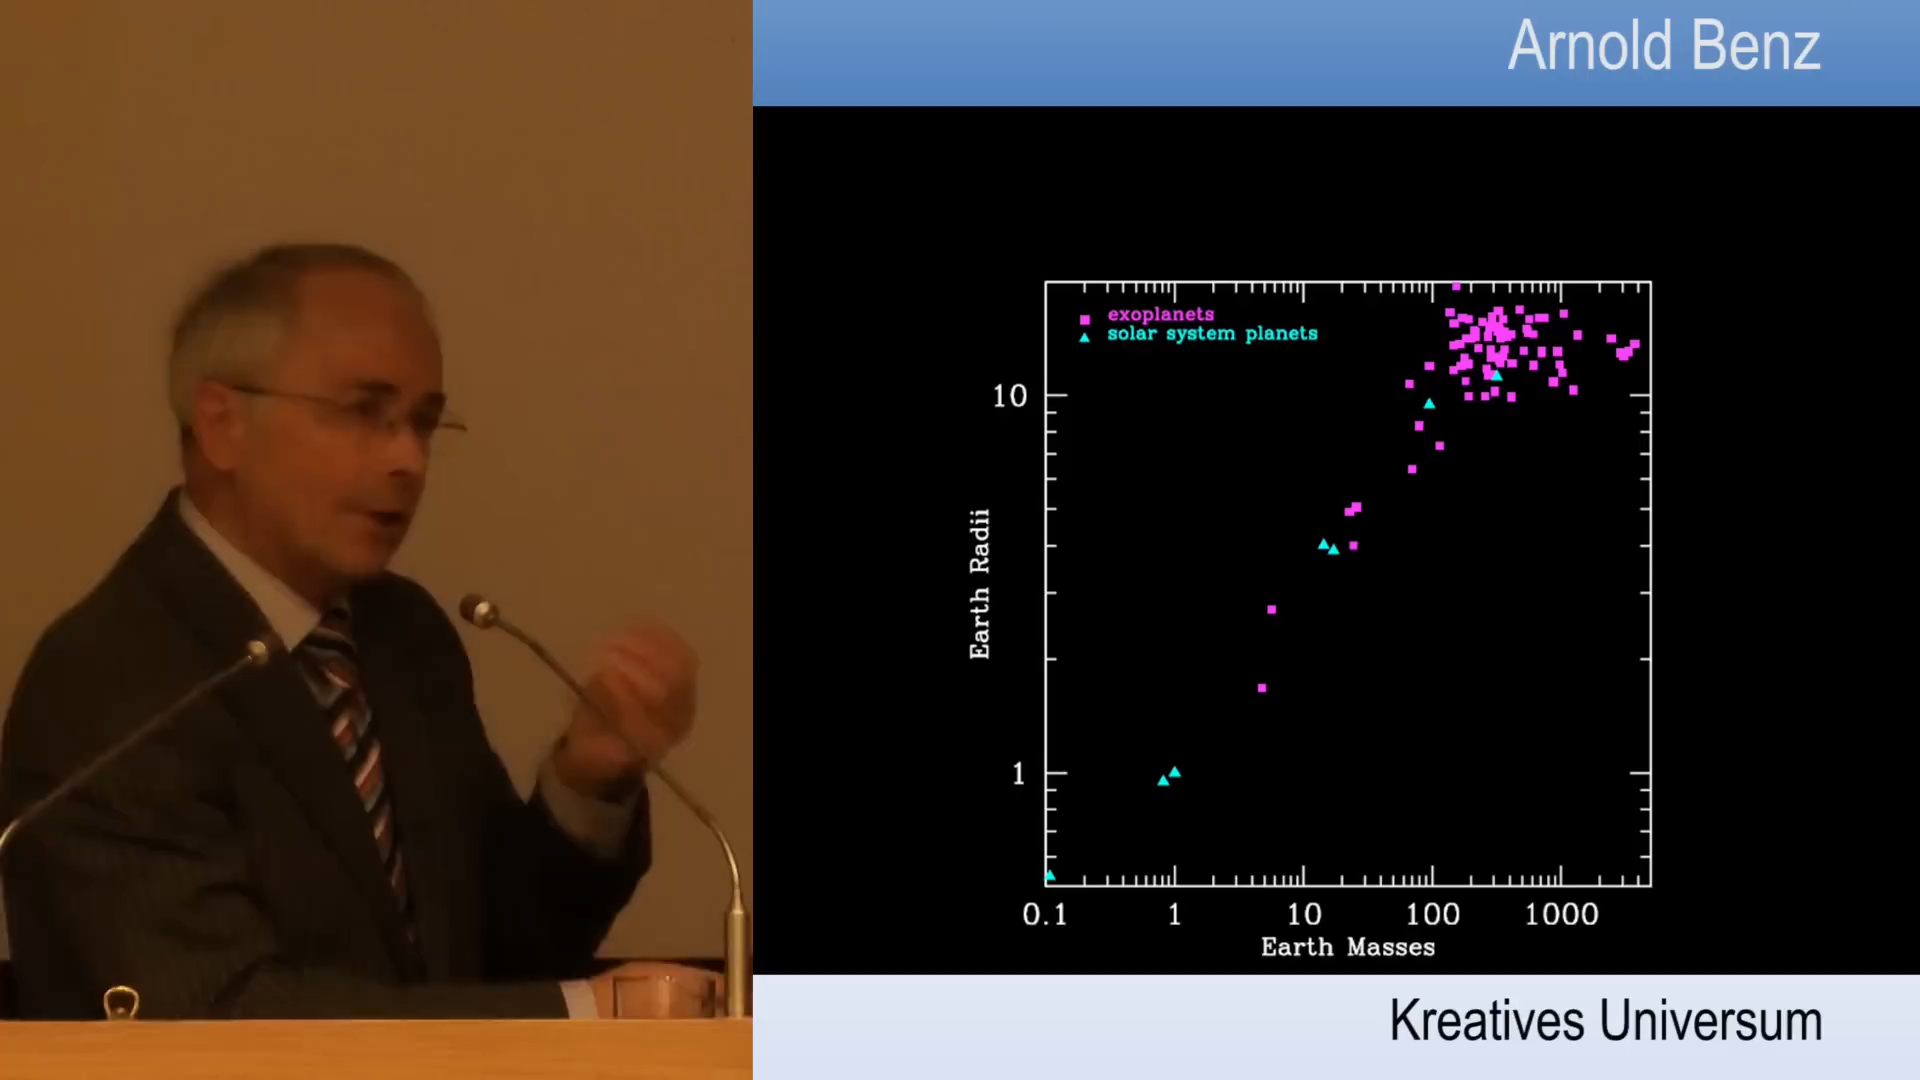 Arnold Benz
exoplanets
solar system planets
10
1
Earth Radii
0.1 1 10 100 1000
Earth Masses
Kreatives Universum